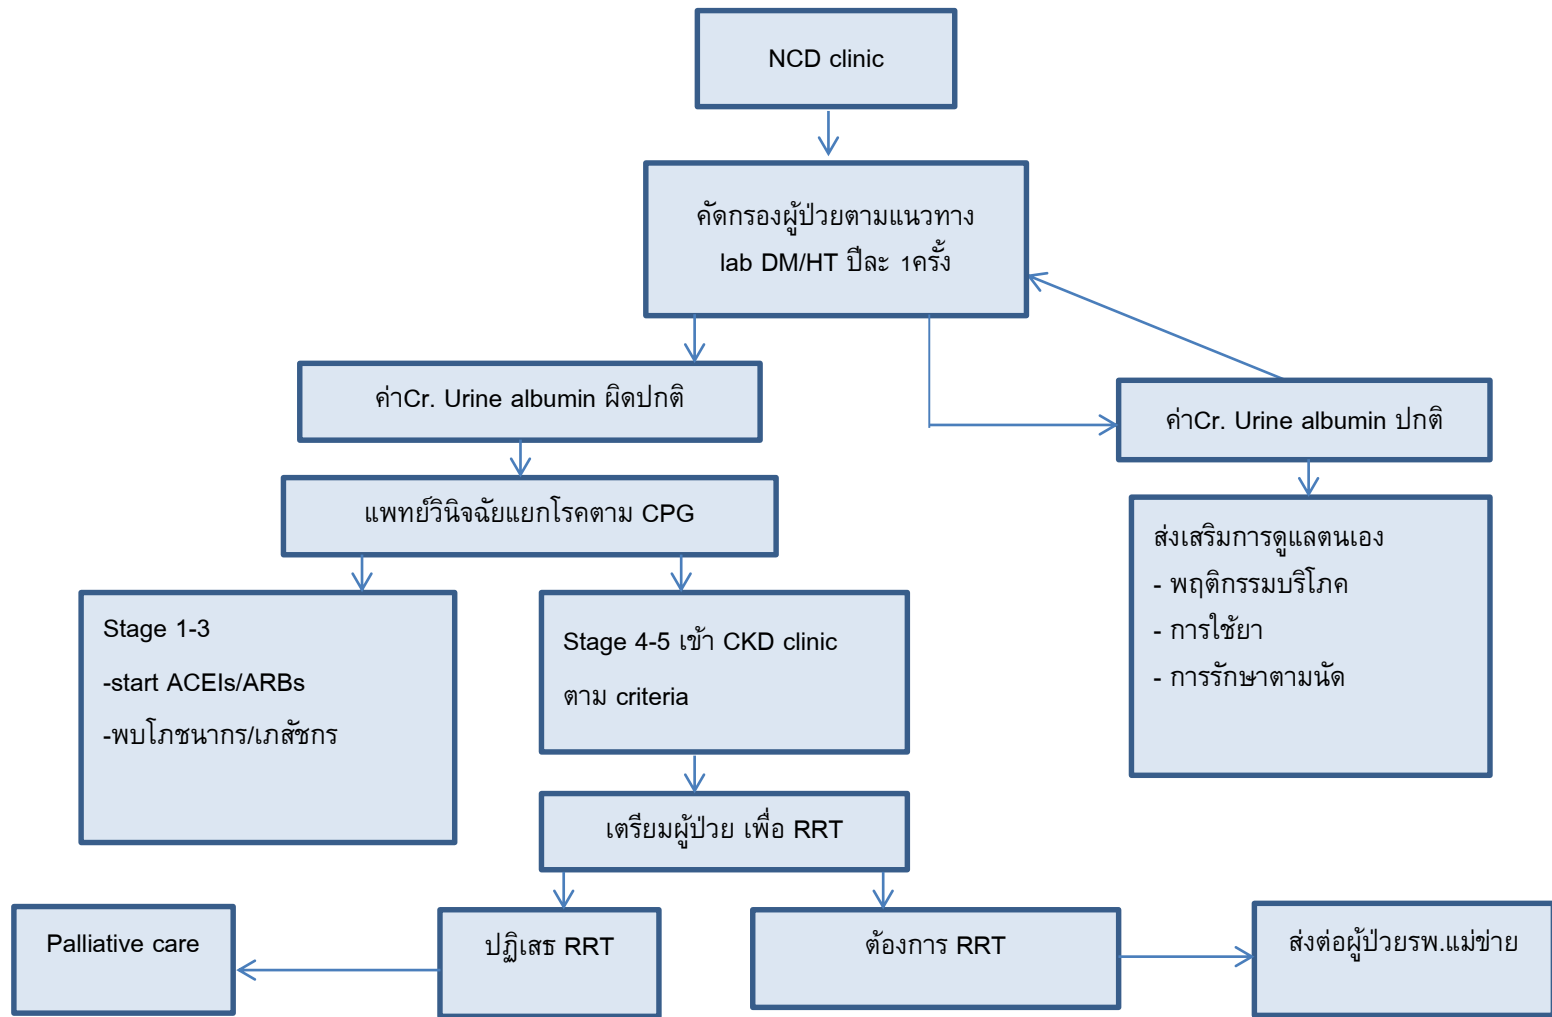 NCD clinic
คัดกรองผู้ป่วยตามแนวทาง
lab DM/HT ปีละ 1ครั้ง
ค่าCr. Urine albumin ผิดปกติ
ค่าCr. Urine albumin ปกติ
แพทย์วินิจฉัยแยกโรคตาม CPG
ส่งเสริมการดูแลตนเอง
- พฤติกรรมบริโภค
- การใช้ยา
- การรักษาตามนัด
Stage 1-3
-start ACEIs/ARBs
-พบโภชนากร/เภสัชกร
Stage 4-5 เข้า CKD clinic
ตาม criteria
เตรียมผู้ป่วย เพื่อ RRT
Palliative care
ปฏิเสธ RRT
ต้องการ RRT
ส่งต่อผู้ป่วยรพ.แม่ข่าย